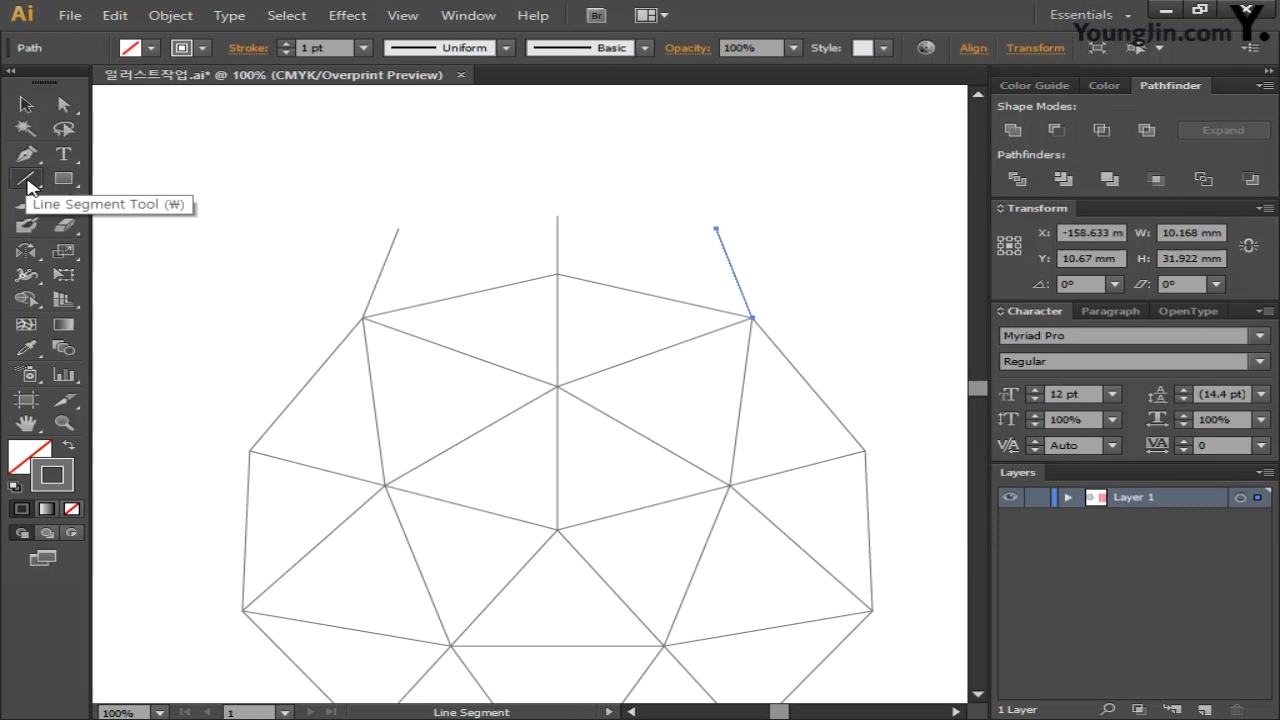 Ai File Edit Object Type Select Effect View Window Help Br Essentials
YoungJin.com Y.
Path Stroke: 1 pt Uniform Basic Opacity: 100% Style: Align Transform
일러스트작업.ai* @ 100% (CMYK/Overprint Preview) ×
Color Guide Color Pathfinder
Shape Modes:
Expand
Pathfinders:
Line Segment Tool (₩)
Transform
X: -158.633 m W: 10.168 mm
Y: 10.67 mm H: 31.922 mm
0° 0°
Character Paragraph OpenType
Myriad Pro
Regular
12 pt (14.4 pt)
100% 100%
Auto 0
Layers
Layer 1
100% 1 Line Segment 1 Layer